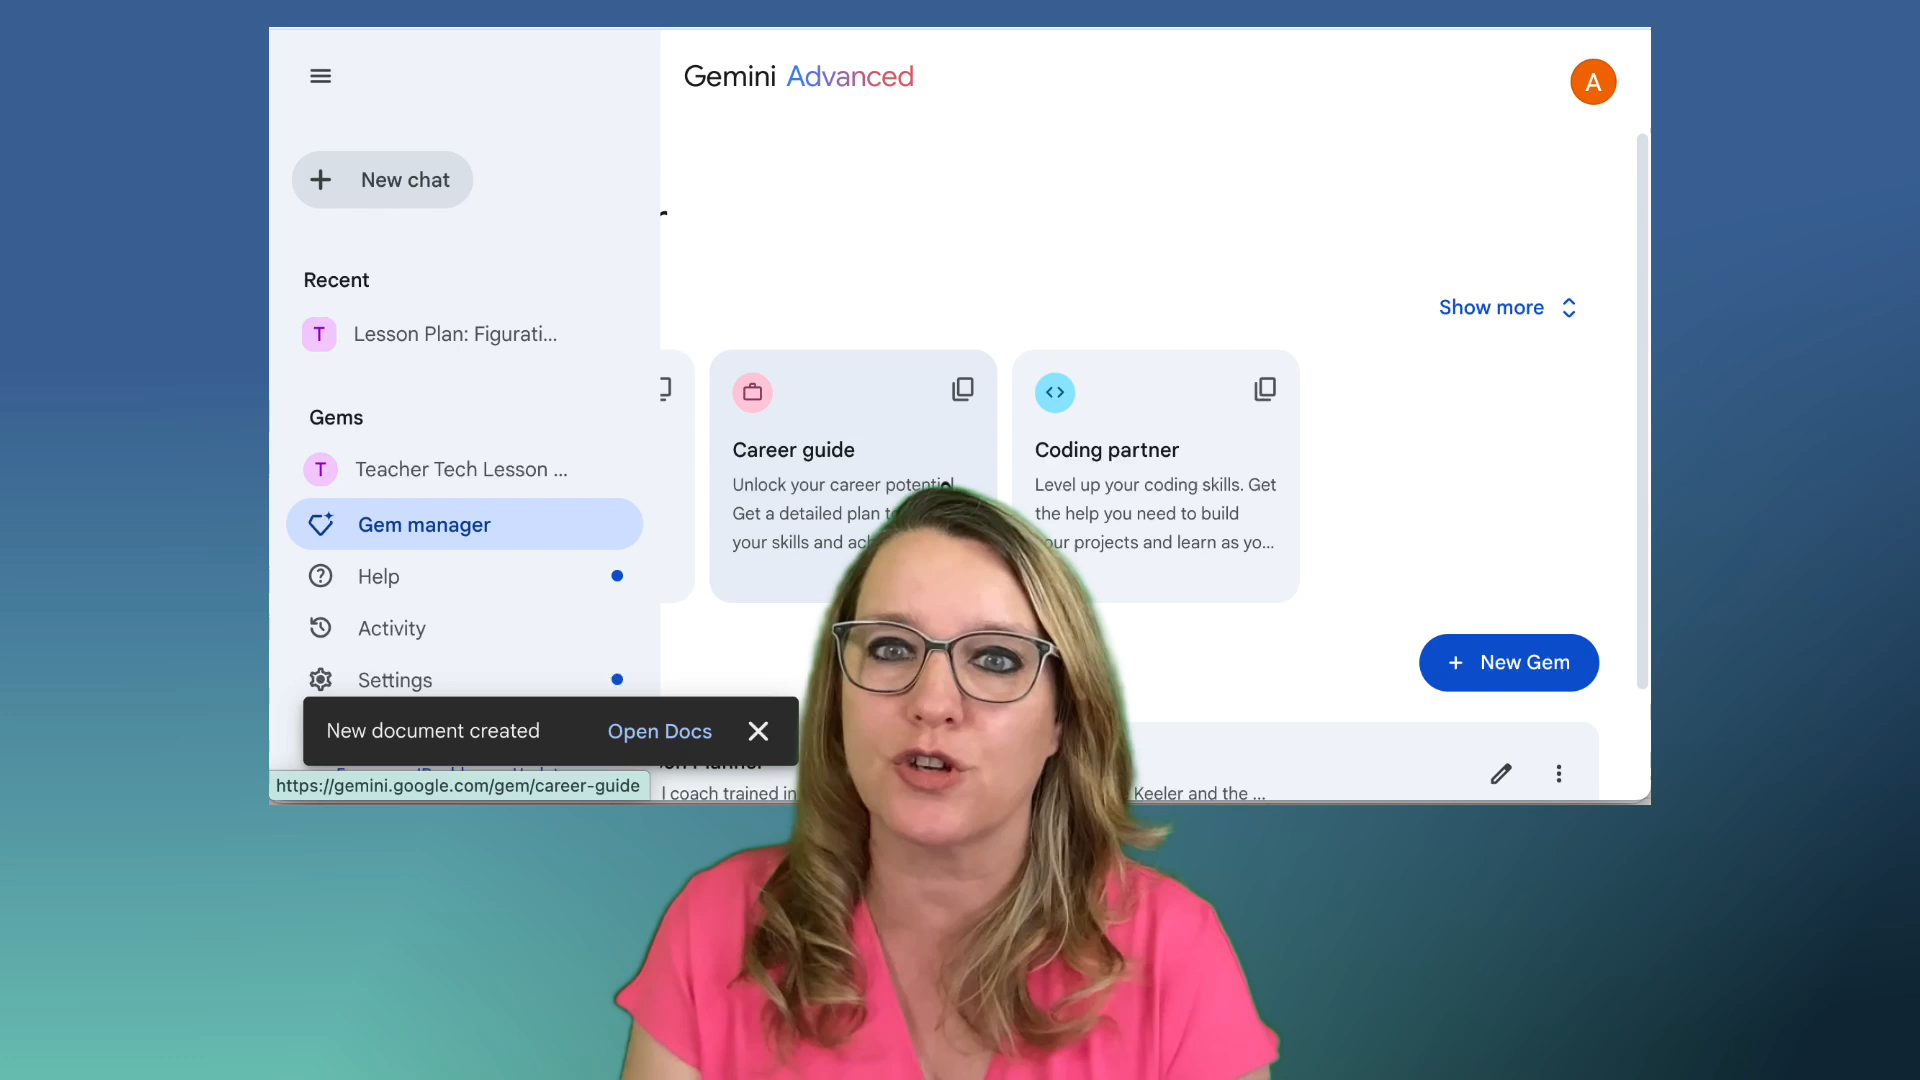 Gemini Advanced
A
New chat
Recent
T Lesson Plan: Figurati...
Show more
Gems
T Teacher Tech Lesson ...
Gem manager
Help
Activity
Settings
Career guide
Unlock your career potential.
Get a detailed plan
your skills and
Coding partner
Level up your coding skills. Get
the help you need to build
your projects and learn as yo...
+ New Gem
New document created Open Docs
Planner
coach trained in
Keeler and the ...
https://gemini.google.com/gem/career-guide